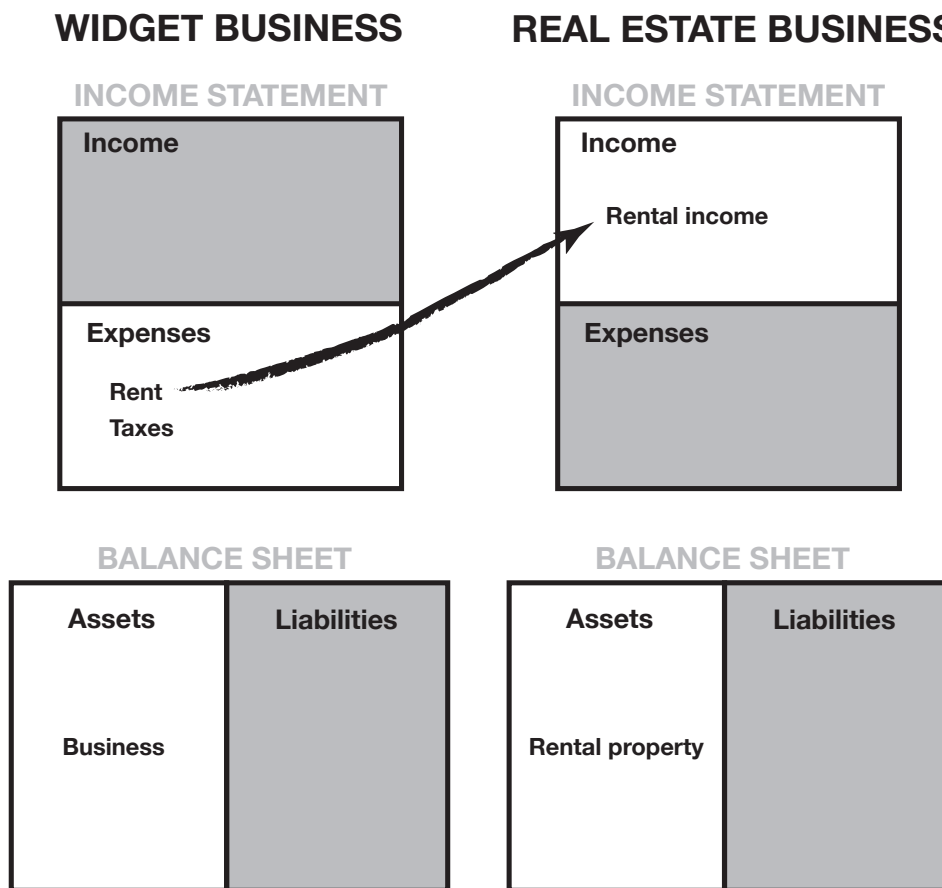 WIDGET BUSINESS
INCOME STATEMENT
Income
Expenses
Rent
Taxes
BALANCE SHEET
Assets
Liabilities
Business
REAL ESTATE BUSINESS
INCOME STATEMENT
Income
Rental income
Expenses
BALANCE SHEET
Assets
Liabilities
Rental property